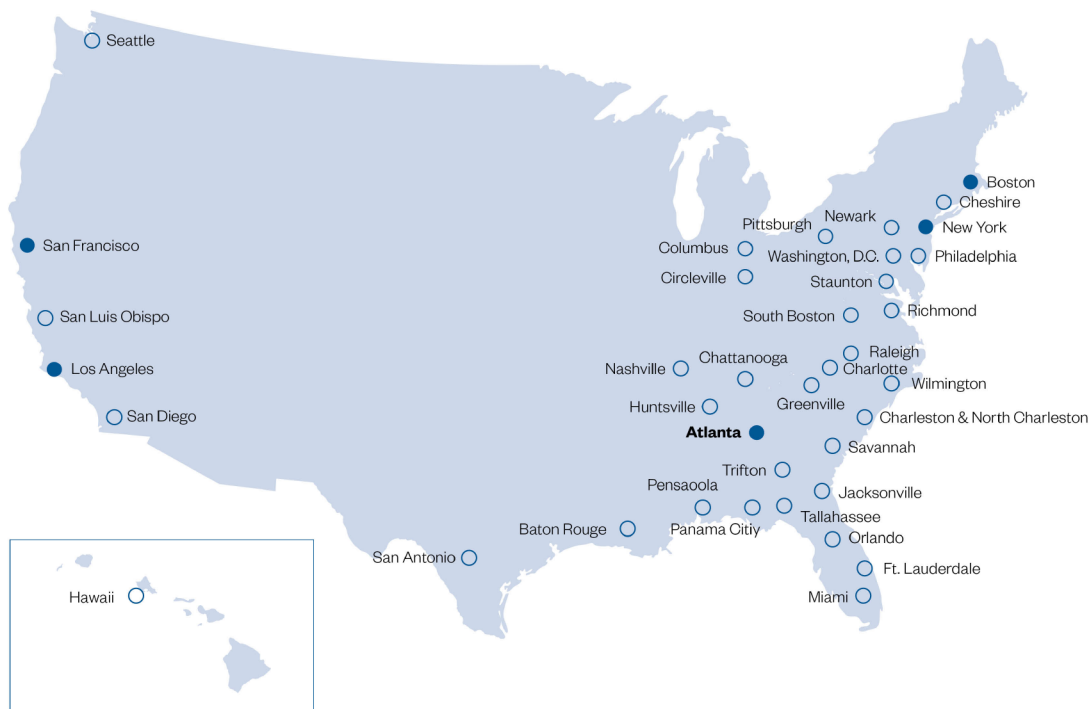 Seattle
Boston
Cheshire
Newark
Pittsburgh
New York
San Francisco
Columbus
Washington, D.C.
Philadelphia
Circleville
Staunton
Richmond
South Boston
San Luis Obispo
Raleigh
Chattanooga
Nashville
Charlotte
Los Angeles
Wilmington
Greenville
Huntsville
San Diego
Charleston & North Charleston
Atlanta
Savannah
Trifton
Pensaoola
Jacksonville
Tallahassee
Baton Rouge
Panama Citiy
Orlando
San Antonio
Ft. Lauderdale
Hawaii
Miami